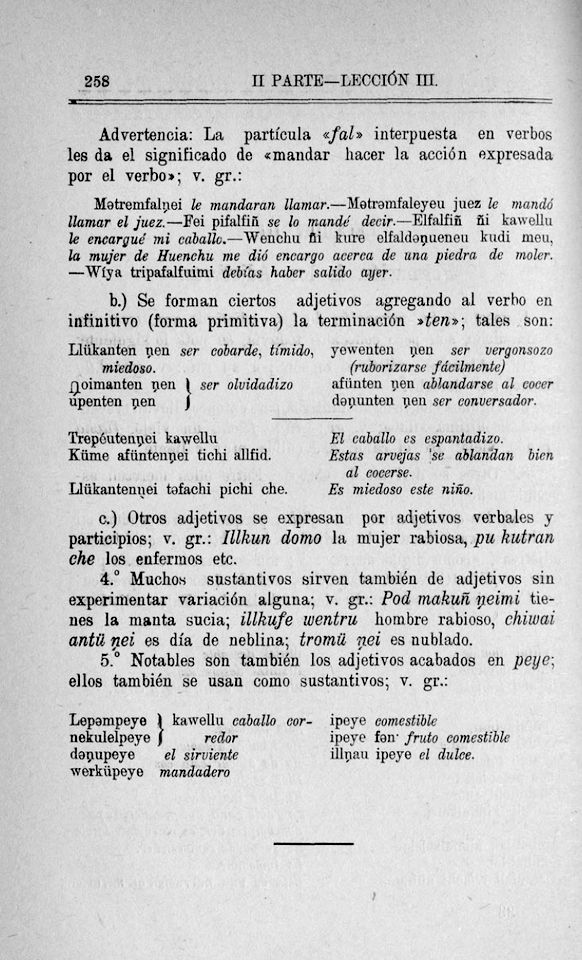 258 II PARTE—LECCIÓN III.
Advertencia: La partícula «fal» interpuesta en verbos
les da el significado de «mandar hacer la acción expresada
por el verbo»; v. gr.:
Mətremfalŋei le mandaran llamar.—Mətrəmfaleyeu juez le mandó
llamar el juez.—Fei pifalfiñ se lo mandé decir.—Elfalfiñ ñi kawellu
le encargué mi caballo.—Wenchu ñi kure elfaldəŋueneu kudi meu,
la mujer de Huenchu me dió encargo acerca de una piedra de moler.
—Wíya tripafalfuimi debías haber salido ayer.
b.) Se forman ciertos adjetivos agregando al verbo en
infinitivo (forma primitiva) la terminación »ten»; tales son:
Llükanten ŋen ser cobarde, tímido,
miedoso.
ŋoimanten ŋen } ser olvidadizo
upenten ŋen
yewenten ŋen ser vergonsozo
(ruborizarse fácilmente)
afünten ŋen ablandarse al cocer
dəŋunten ŋen ser conversador.
Trepéutenŋei kawellu El caballo es espantadizo.
Küme afüntenŋei tichi allfid. Estas arvejas se ablandan bien
al cocerse.
Llükantenŋei təfachi pichi che. Es miedoso este niño.
c.) Otros adjetivos se expresan por adjetivos verbales y
participios; v. gr.: Illkun domo la mujer rabiosa, pu kutran
che los enfermos etc.
4.° Muchos sustantivos sirven también de adjetivos sin
experimentar variación alguna; v. gr.: Pod makuñ ŋeimi tie-
nes la manta sucia; illkufe wentru hombre rabioso, chiwai
antü ŋei es día de neblina; tromü ŋei es nublado.
5.° Notables son también los adjetivos acabados en peye;
ellos también se usan como sustantivos; v. gr.:
Lepəmpeye } kawellu caballo cor-
nekulelpeye redor
dəŋupeye el sirviente
werküpeye mandadero
ipeye comestible
ipeye fən· fruto comestible
illŋau ipeye el dulce.